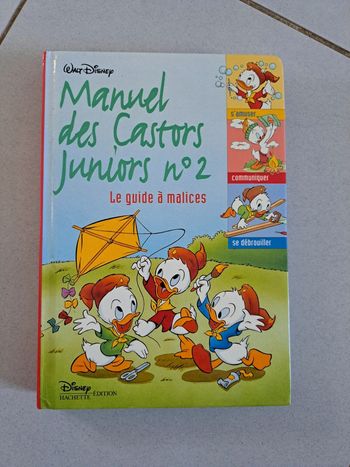 Walt Disney
Manuel
des Castors
Juniors n°2
Le guide à malices
s'amuser
communiquer
se débrouiller
Disney
HACHETTE ÉDITION